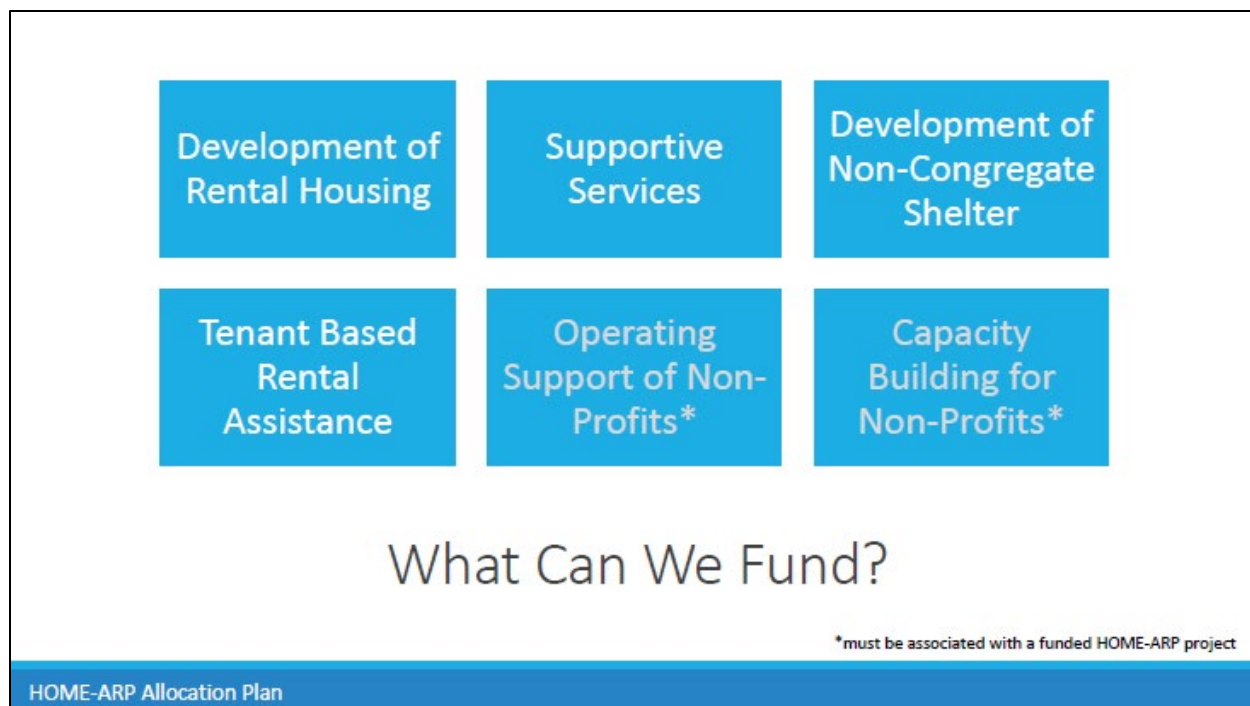 Development of
Rental Housing
Supportive
Services
Development of
Non-Congregate
Shelter
Tenant Based
Rental
Assistance
Operating
Support of Non-
Profits*
Capacity
Building for
Non-Profits*
What Can We Fund?
*must be associated with a funded HOME-ARP project
HOME-ARP Allocation Plan